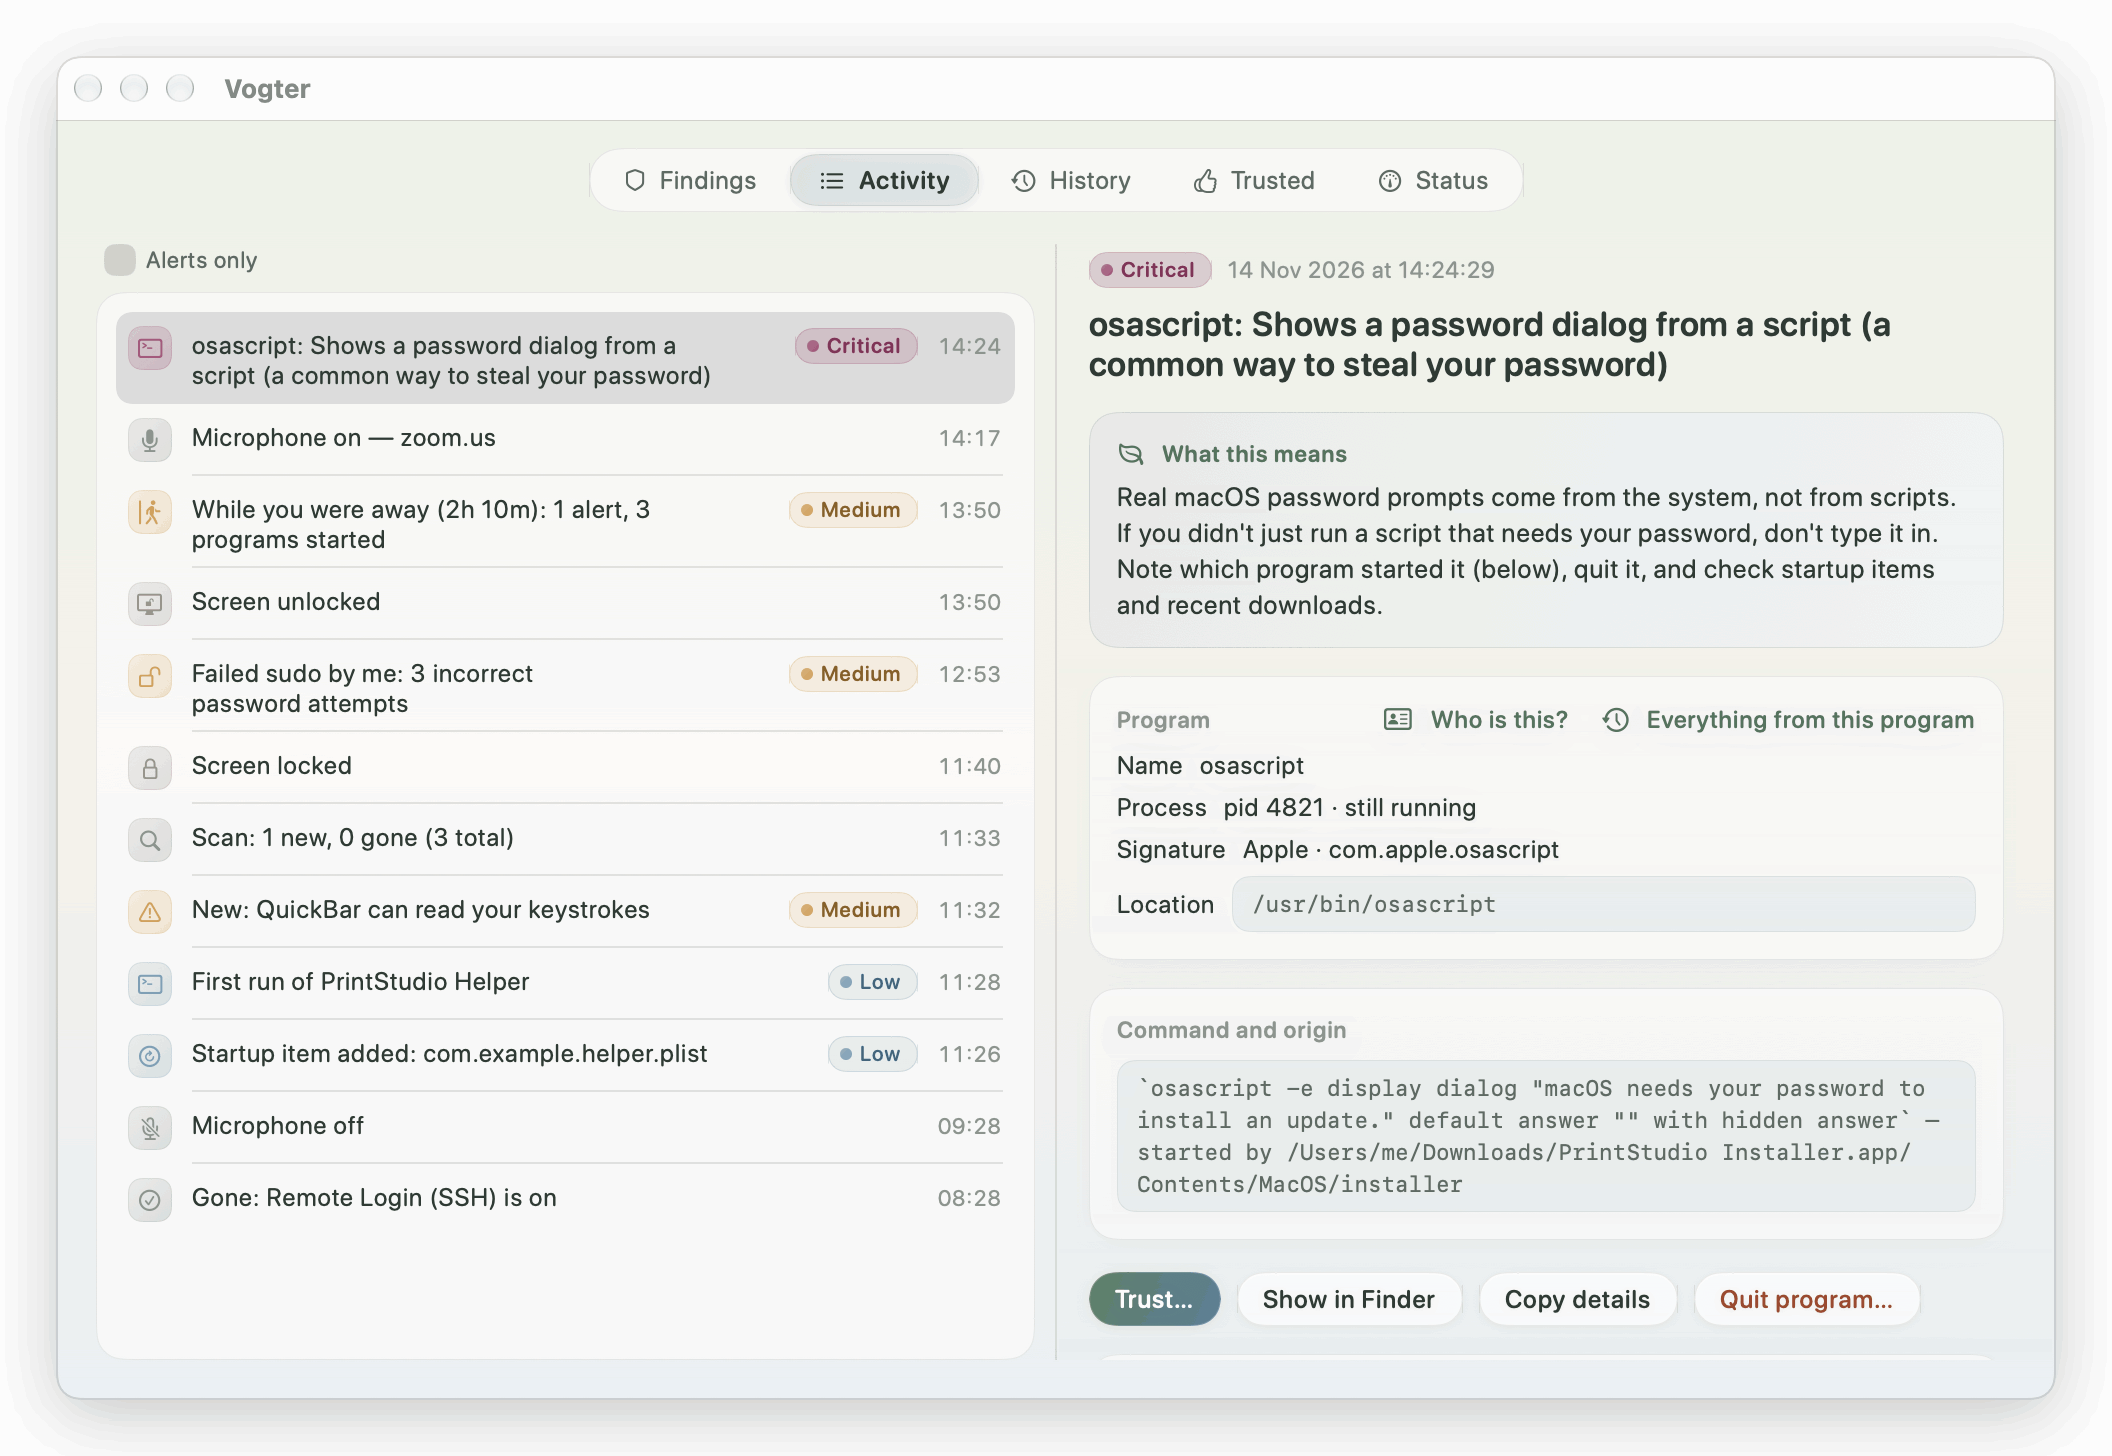 Vogter
Findings
Activity
History
Trusted
Status
Alerts only
osascript: Shows a password dialog from a
script (a common way to steal your password)
Critical
14:24
Microphone on — zoom.us
14:17
While you were away (2h 10m): 1 alert, 3
programs started
Medium
13:50
Screen unlocked
13:50
Failed sudo by me: 3 incorrect
password attempts
Medium
12:53
Screen locked
11:40
Scan: 1 new, 0 gone (3 total)
11:33
New: QuickBar can read your keystrokes
Medium
11:32
First run of PrintStudio Helper
Low
11:28
Startup item added: com.example.helper.plist
Low
11:26
Microphone off
09:28
Gone: Remote Login (SSH) is on
08:28
Critical
14 Nov 2026 at 14:24:29
osascript: Shows a password dialog from a script (a
common way to steal your password)
What this means
Real macOS password prompts come from the system, not from scripts.
If you didn't just run a script that needs your password, don't type it in.
Note which program started it (below), quit it, and check startup items
and recent downloads.
Program
Who is this?
Everything from this program
Name osascript
Process pid 4821 · still running
Signature Apple · com.apple.osascript
Location /usr/bin/osascript
Command and origin
`osascript -e display dialog "macOS needs your password to
install an update." default answer "" with hidden answer` —
started by /Users/me/Downloads/PrintStudio Installer.app/
Contents/MacOS/installer
Trust...
Show in Finder
Copy details
Quit program...